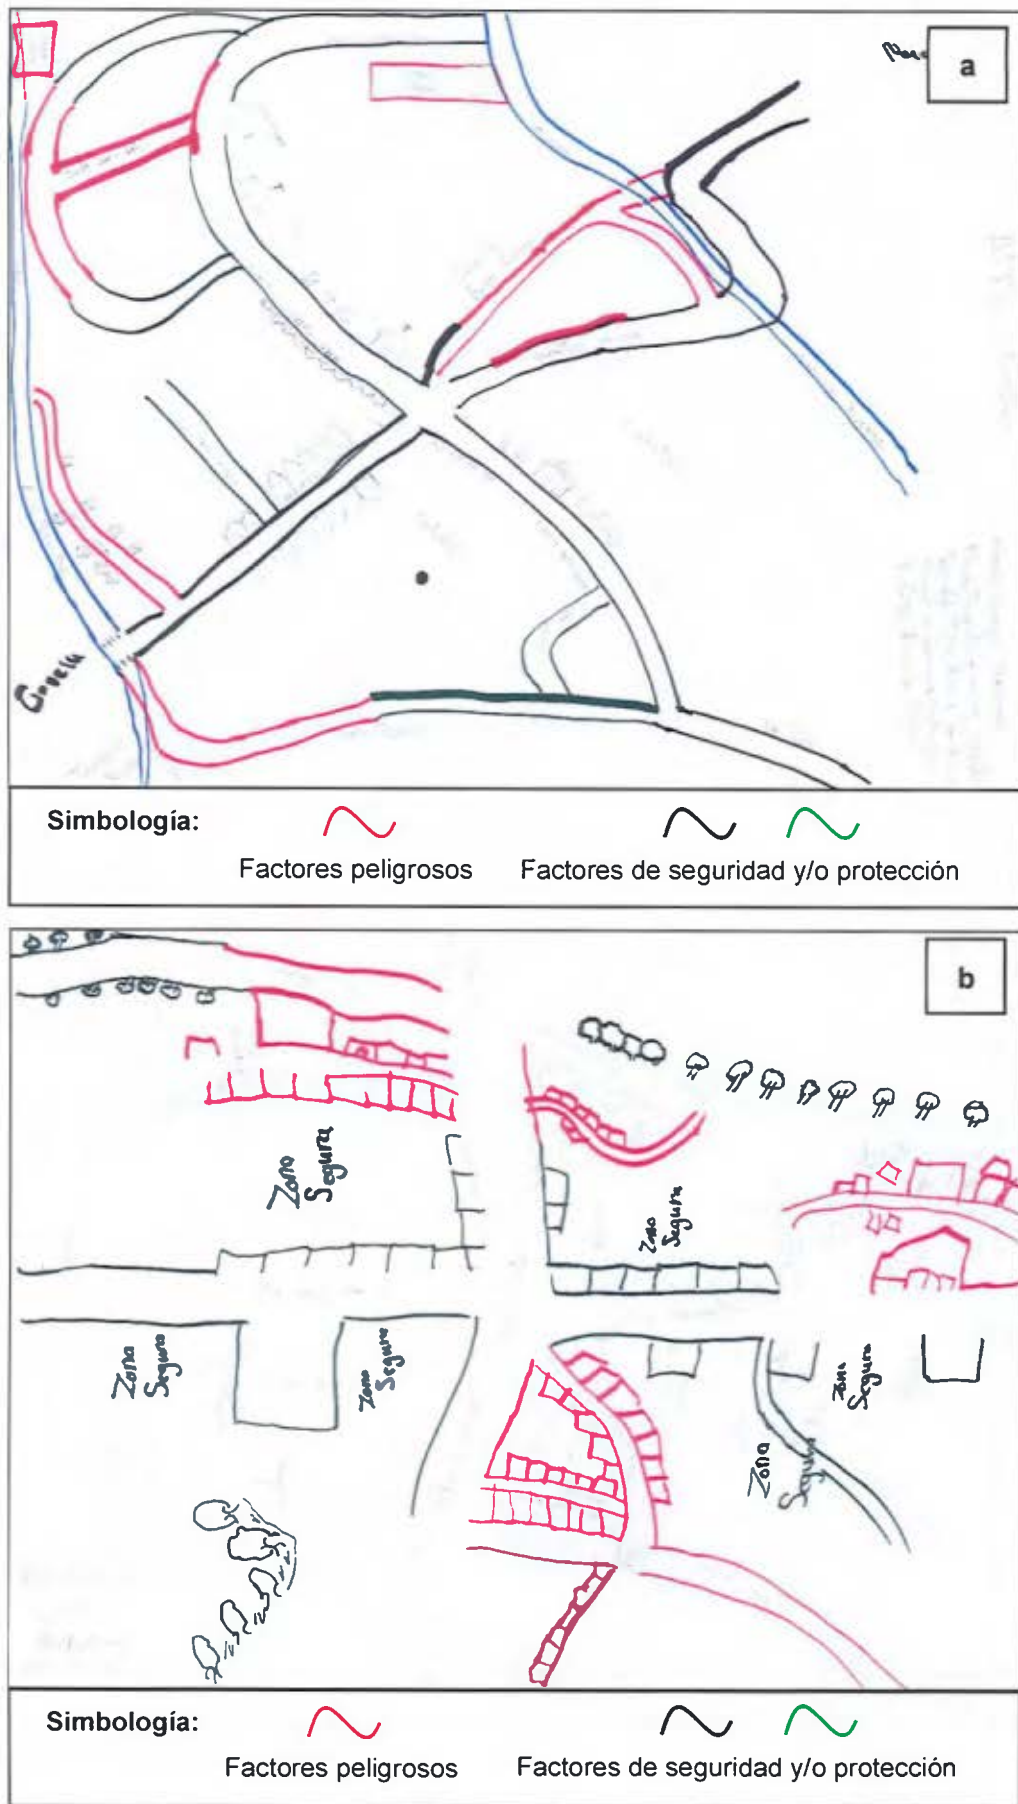 a
Simbología:
Factores peligrosos
Factores de seguridad y/o protección
b
Zona
Segura
Zona
Segura
Zona
Segura
Zona
Segura
Zona
Segura
Zona
Segura
Simbología:
Factores peligrosos
Factores de seguridad y/o protección